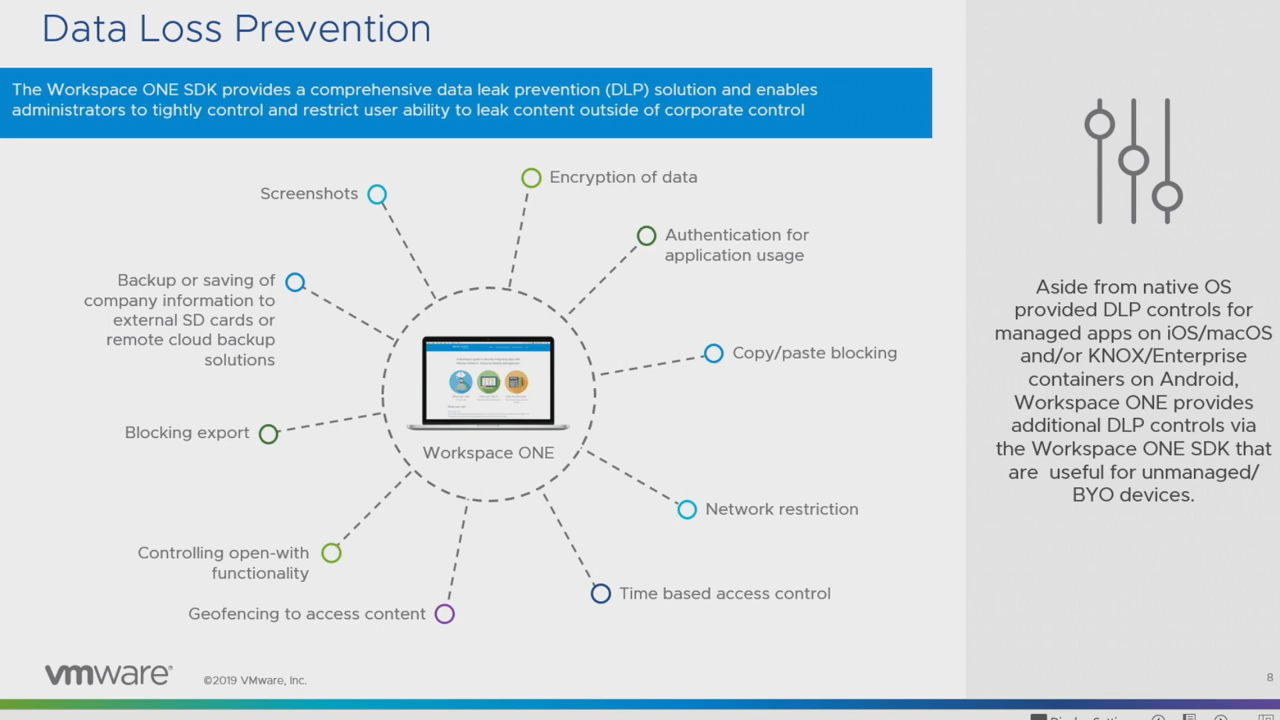 Data Loss Prevention
The Workspace ONE SDK provides a comprehensive data leak prevention (DLP) solution and enables
administrators to tightly control and restrict user ability to leak content outside of corporate control
Screenshots
Encryption of data
Authentication for
application usage
Backup or saving of
company information to
external SD cards or
remote cloud backup
solutions
Copy/paste blocking
Blocking export
Workspace ONE
Network restriction
Controlling open-with
functionality
Time based access control
Geofencing to access content
Aside from native OS
provided DLP controls for
managed apps on iOS/macOS
and/or KNOX/Enterprise
containers on Android,
Workspace ONE provides
additional DLP controls via
the Workspace ONE SDK that
are useful for unmanaged/
BYO devices.
vmware®
©2019 VMware, Inc.
8